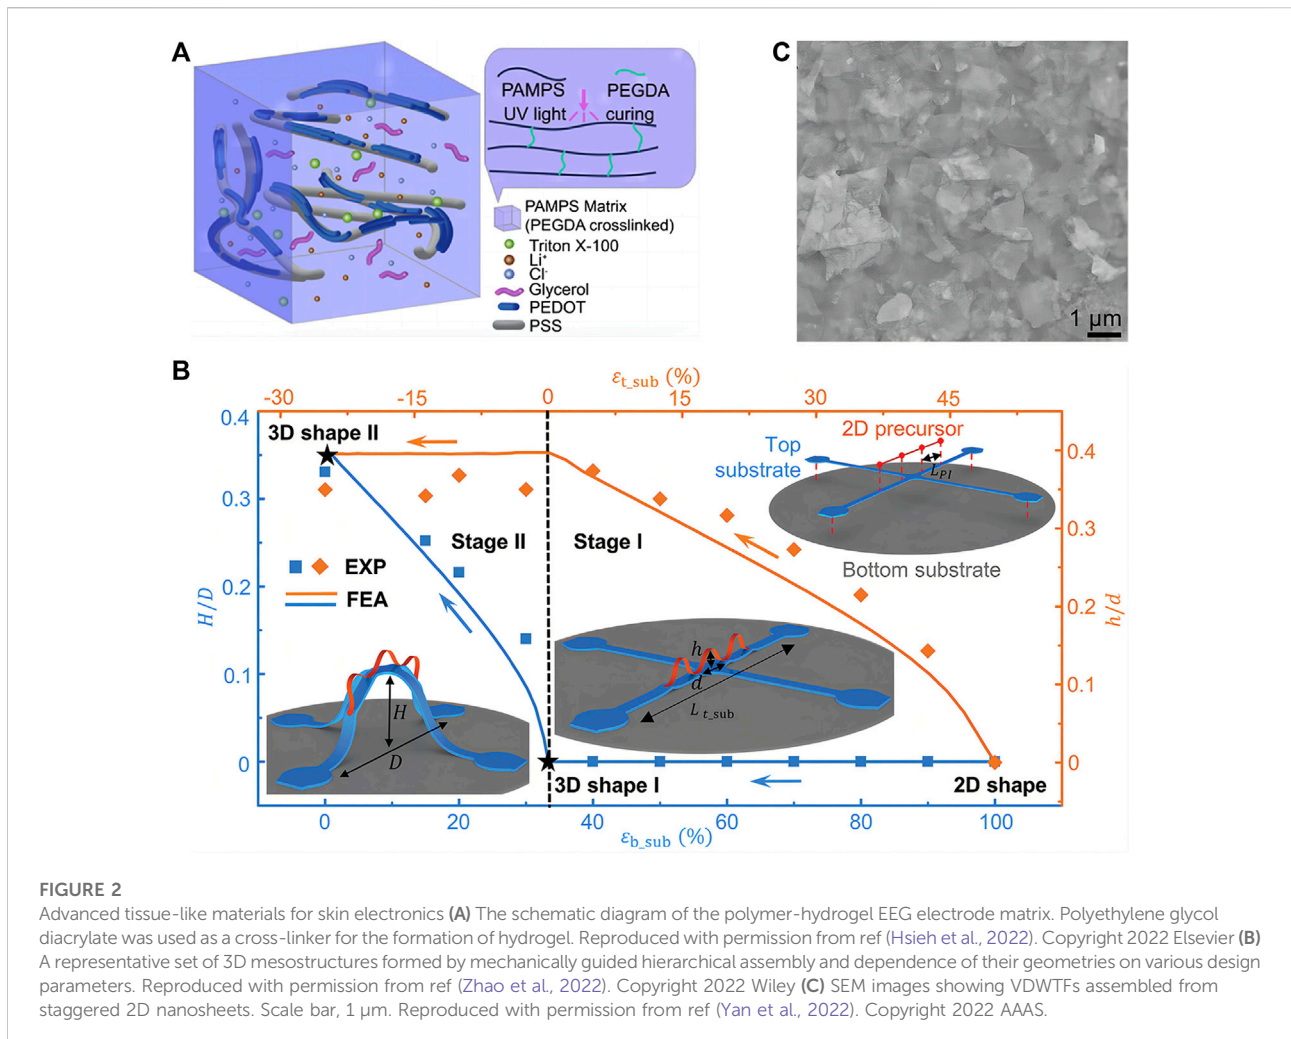 A
PAMPS
PEGDA
UV light
curing
PAMPS Matrix
(PEGDA crosslinked)
Triton X-100
Li⁺
Cl⁻
Glycerol
PEDOT
PSS
C
1 µm
B
ε_t_sub (%)
-30 -15 0 15 30 45
0.4
0.3
0.2
0.1
0
H/D
0.4
0.3
0.2
0.1
0
h/d
3D shape II
Stage II
Stage I
EXP
FEA
2D precursor
Top
substrate
L_PI
Bottom substrate
h
d
L_t_sub
H
D
3D shape I
2D shape
0 20 40 60 80 100
ε_b_sub (%)
FIGURE 2
Advanced tissue-like materials for skin electronics (A) The schematic diagram of the polymer-hydrogel EEG electrode matrix. Polyethylene glycol
diacrylate was used as a cross-linker for the formation of hydrogel. Reproduced with permission from ref (Hsieh et al., 2022). Copyright 2022 Elsevier (B)
A representative set of 3D mesostructures formed by mechanically guided hierarchical assembly and dependence of their geometries on various design
parameters. Reproduced with permission from ref (Zhao et al., 2022). Copyright 2022 Wiley (C) SEM images showing VDWTFs assembled from
staggered 2D nanosheets. Scale bar, 1 µm. Reproduced with permission from ref (Yan et al., 2022). Copyright 2022 AAAS.